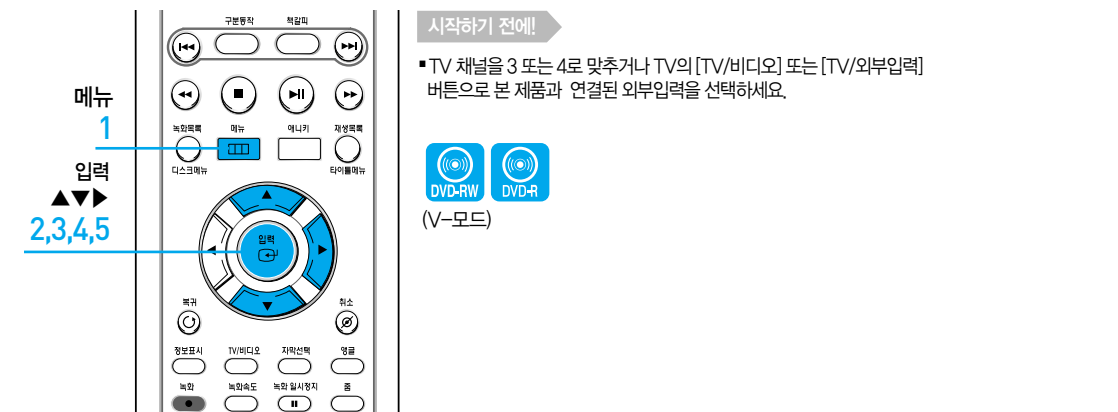 시작하기 전에!
▪TV 채널을 3 또는 4로 맞추거나 TV의 [TV/비디오] 또는 [TV/외부입력]
버튼으로 본 제품과 연결된 외부입력을 선택하세요.
DVD-RW DVD-R
(V-모드)
메뉴
1
입력
▲▼▶
2,3,4,5
구분동작 책갈피
녹화목록 메뉴 애니키 재생목록
디스크메뉴 타이틀메뉴
입력
복귀 취소
정보표시 TV/비디오 자막선택 앵글
녹화 녹화속도 녹화 일시정지 줌